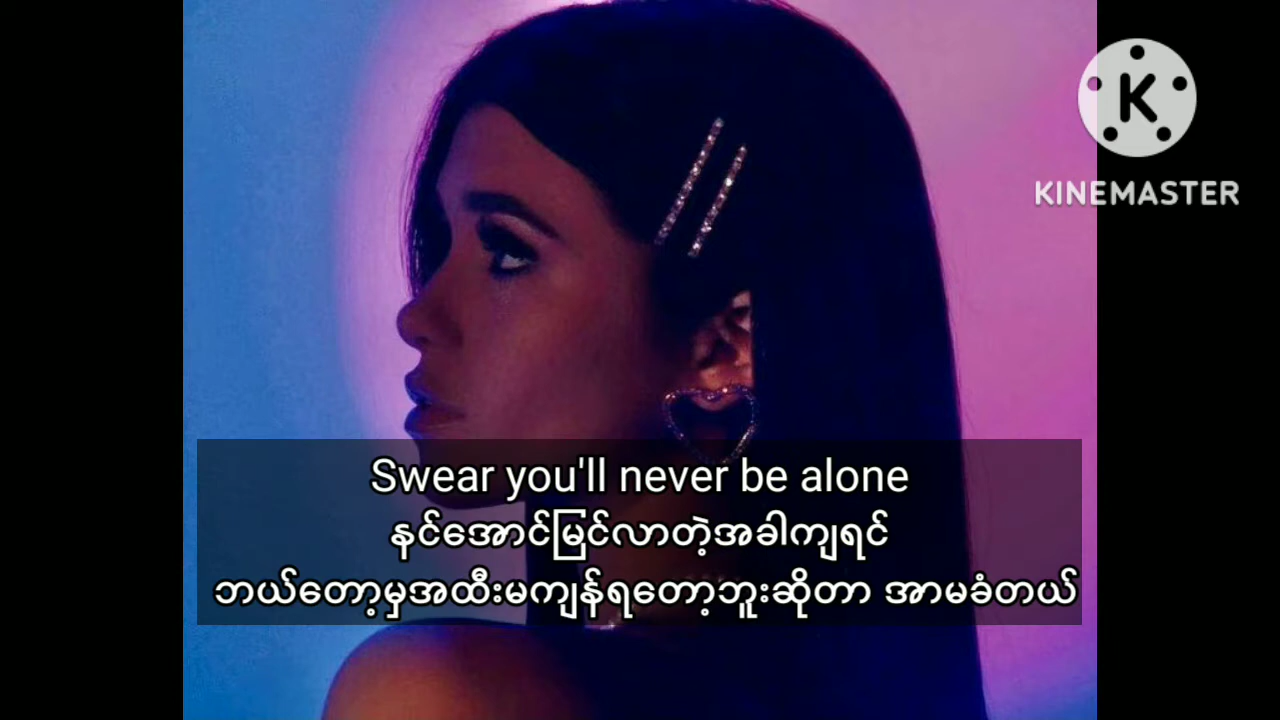 K
KINEMASTER
Swear you'll never be alone
နင်အောင်မြင်လာတဲ့အခါကျရင်
ဘယ်တော့မှအထီးမကျန်ရတော့ဘူးဆိုတာ အာမခံတယ်